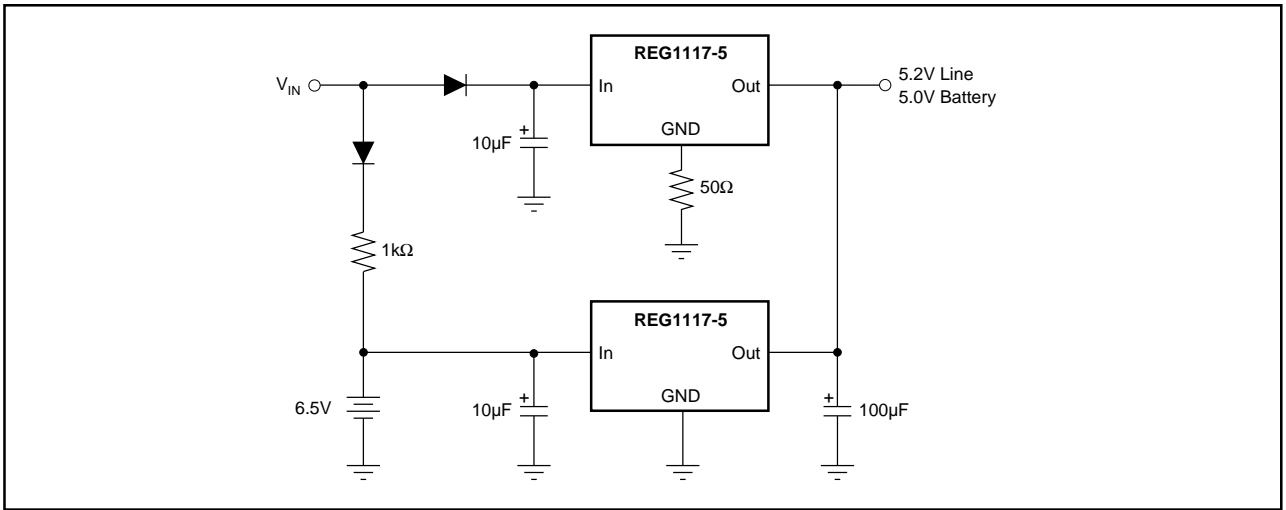 REG1117-5
V_IN
In
Out
5.2V Line
5.0V Battery
GND
+
10µF
50Ω
1kΩ
REG1117-5
In
Out
GND
6.5V
+
10µF
+
100µF